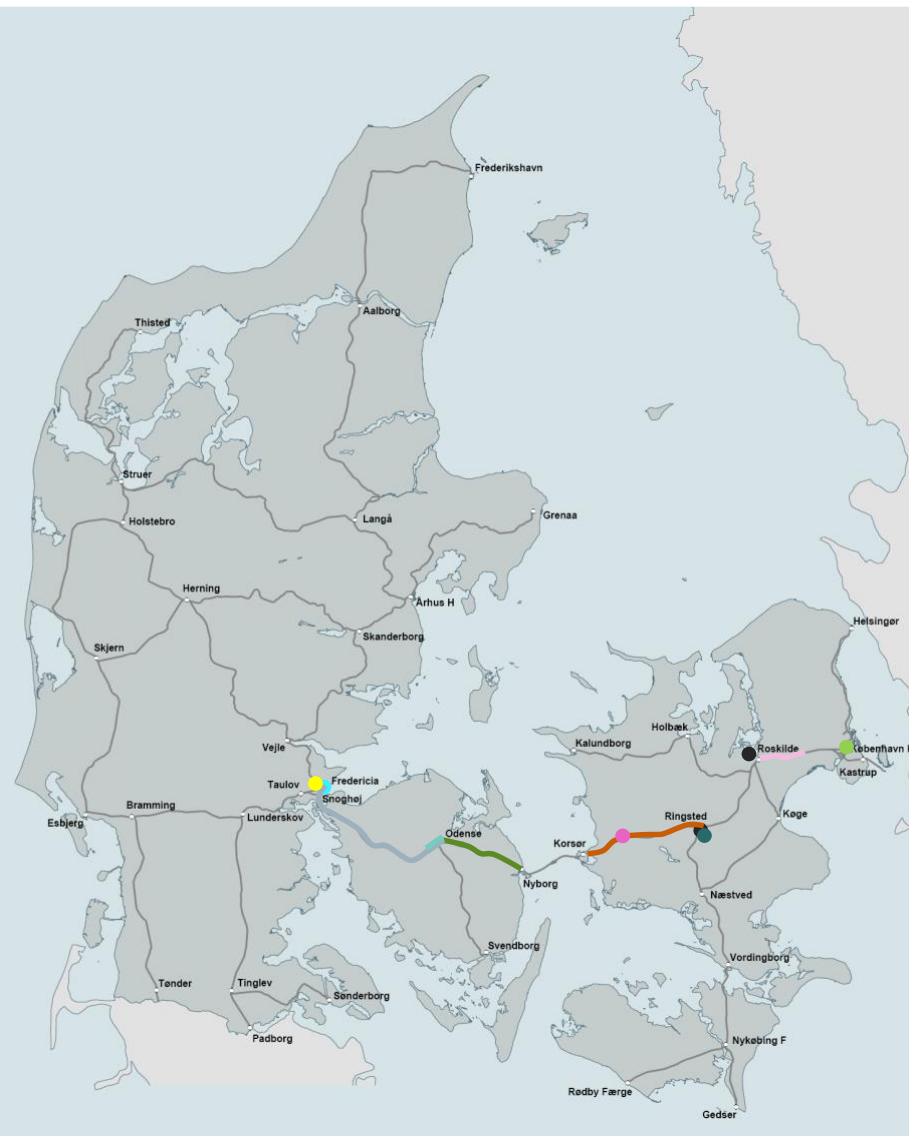 Frederikshavn
Aalborg
Thisted
Struer
Holstebro
Langå
Grenaa
Herning
Århus H
Helsingør
Skanderborg
Skjern
Holbæk
Vejle
Kalundborg
Roskilde
København H
Kastrup
Taulov
Fredericia
Snoghøj
Bramming
Lunderskov
Esbjerg
Ringsted
Køge
Odense
Korsør
Nyborg
Næstved
Svendborg
Vordingborg
Tønder
Tinglev
Sønderborg
Padborg
Nykøbing F
Rødby Færge
Gedser